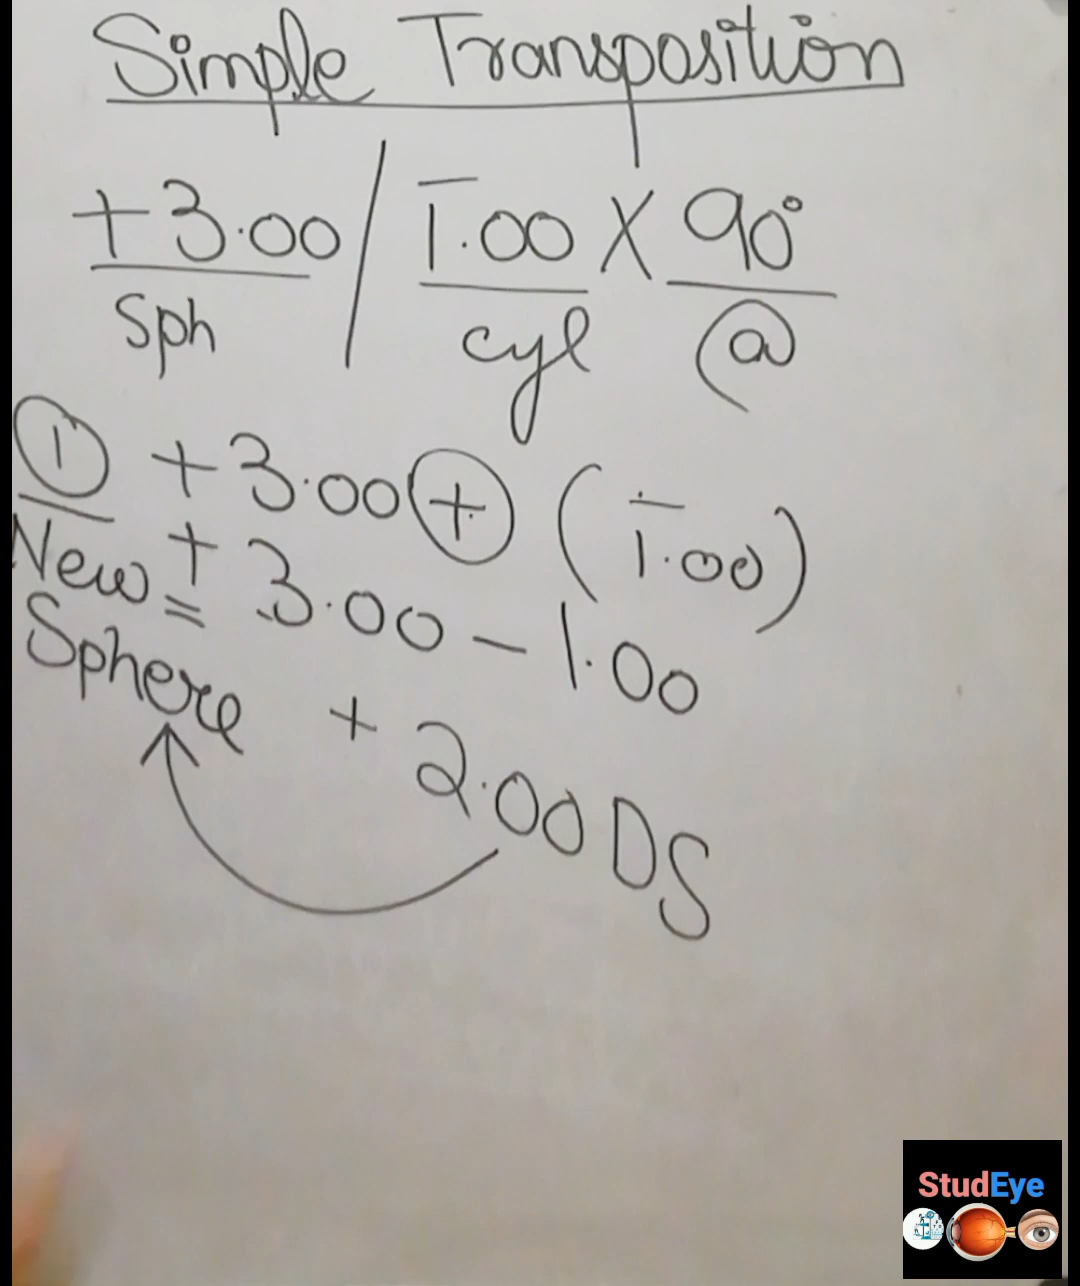 Simple Transposition
+3.00 / -1.00 X 90°
Sph cyl @
① +3.00 + (-1.00)
New = +3.00 - 1.00
Sphere +2.00 DS
StudEye